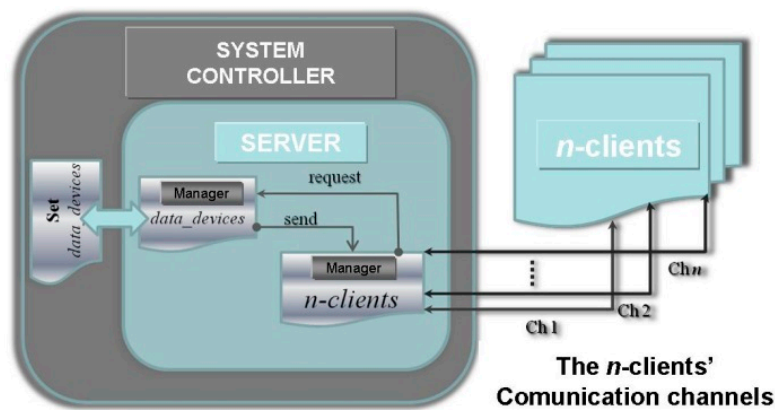 SYSTEM
CONTROLLER
SERVER
Set
data_devices
Manager
data_devices
request
send
Manager
n-clients
n-clients
Ch n
Ch 2
Ch 1
The n-clients'
Comunication channels